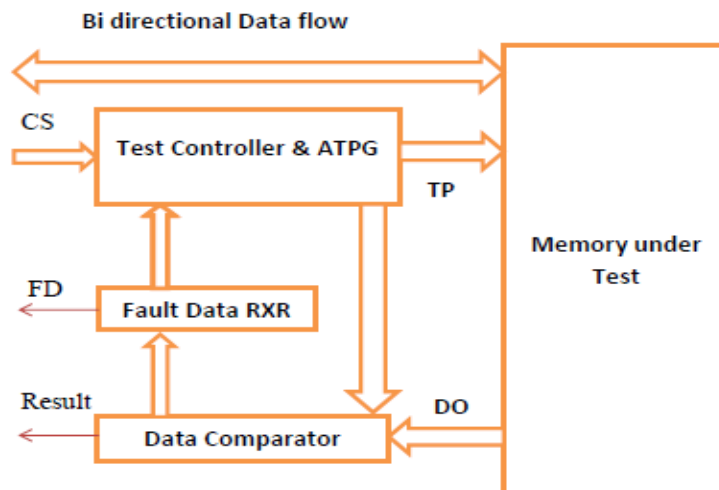 Bi directional Data flow
CS
Test Controller & ATPG
TP
Memory under
Test
FD
Fault Data RXR
Result
DO
Data Comparator